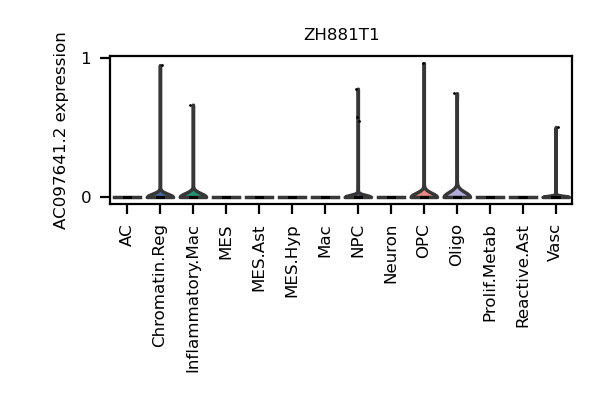 ZH881T1
AC097641.2 expression
1
0
AC
Chromatin.Reg
Inflammatory.Mac
MES
MES.Ast
MES.Hyp
Mac
NPC
Neuron
OPC
Oligo
Prolif.Metab
Reactive.Ast
Vasc